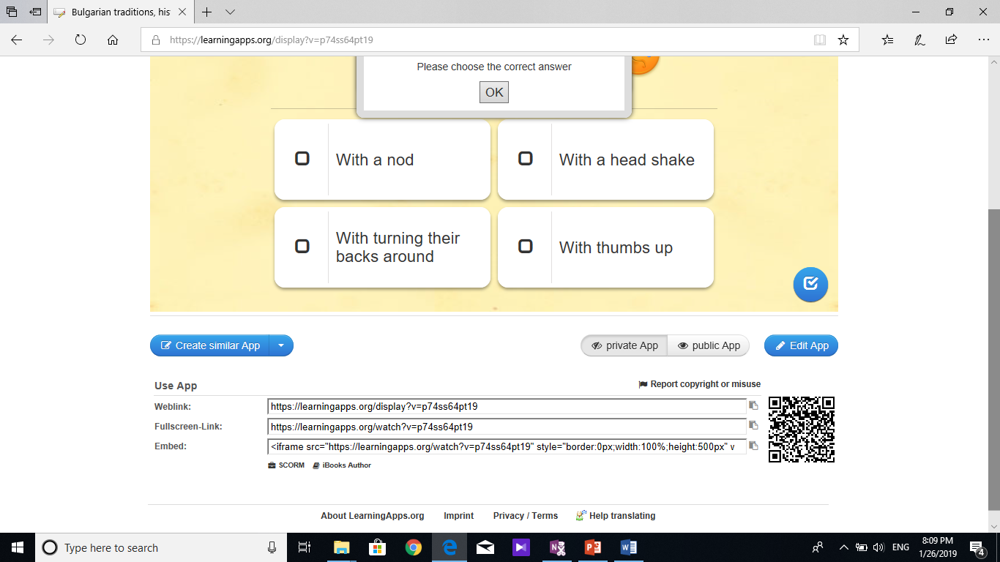 Bulgarian traditions, his
https://learningapps.org/display?v=p74ss64pt19
Please choose the correct answer
OK
With a nod
With a head shake
With turning their
backs around
With thumbs up
Create similar App
private App
public App
Edit App
Use App
Report copyright or misuse
Weblink:
https://learningapps.org/display?v=p74ss64pt19
Fullscreen-Link:
https://learningapps.org/watch?v=p74ss64pt19
Embed:
<iframe src="https://learningapps.org/watch?v=p74ss64pt19" style="border:0px;width:100%;height:500px" w
SCORM
iBooks Author
About LearningApps.org
Imprint
Privacy / Terms
Help translating
Type here to search
ENG
8:09 PM
1/26/2019
4